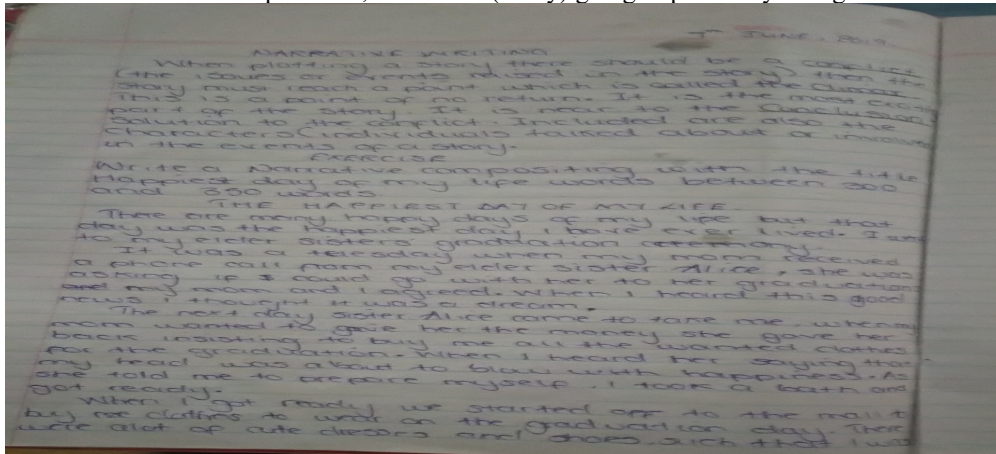 7th JUNE, 2019
NARRATIVE WRITING
When plotting a story there should be a conflict
(the issues or events raised in the story) then the
story must reach a point which is called the climax
This is a point of no return. It is the most exciting
part of the story. It is near to the conclusion
solution to the conflict. Included are also the
characters (individuals talked about or involved
in the events of a story.
EXERCISE
Write a Narrative compositing with the title
Happiest day of my life words between 300
and 350 words
THE HAPPIEST DAY OF MY LIFE
There are many happy days of my life but that
day was the happiest day I have ever lived. I
to my elder sisters' graduation ceremony.
It was a tuesday when my mom received
a phone call from my elder sister Alice, she was
asking if I could go with her to her graduation
and my mom and I agreed. When I heard this good
news I thought it was a dream.
The next day sister Alice came to take me.
mom wanted to give her the money she gave her
back insisting to buy me all the wanted clothes
for the graduation. When I heard her saying that
my head was about to blow with happiness. As
she told me to prepare myself, I took a bath and
got ready.
When I got ready we started off to the mall t
buy me clothes to wear on the graduation day. There
were alot of cute dresses and shoes such that I was